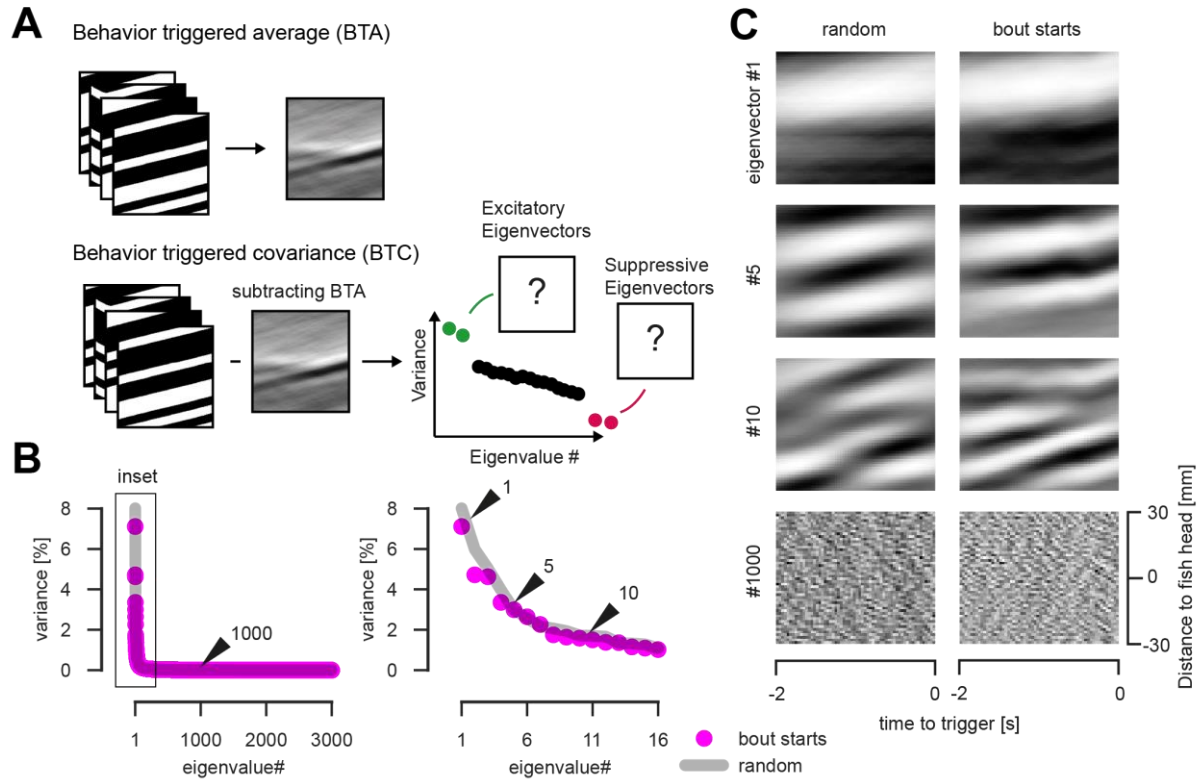 A
Behavior triggered average (BTA)
Behavior triggered covariance (BTC)
subtracting BTA
-
Excitatory
Eigenvectors
?
Suppressive
Eigenvectors
?
Variance
Eigenvalue #
B
inset
8
6
4
2
0
variance [%]
1000
1
1000
2000
3000
eigenvalue#
8
6
4
2
0
variance [%]
1
5
10
1
6
11
16
eigenvalue#
bout starts
random
C
random
bout starts
eigenvector #1
#5
#10
#1000
30
0
-30
Distance to fish head [mm]
-2
0
-2
0
time to trigger [s]